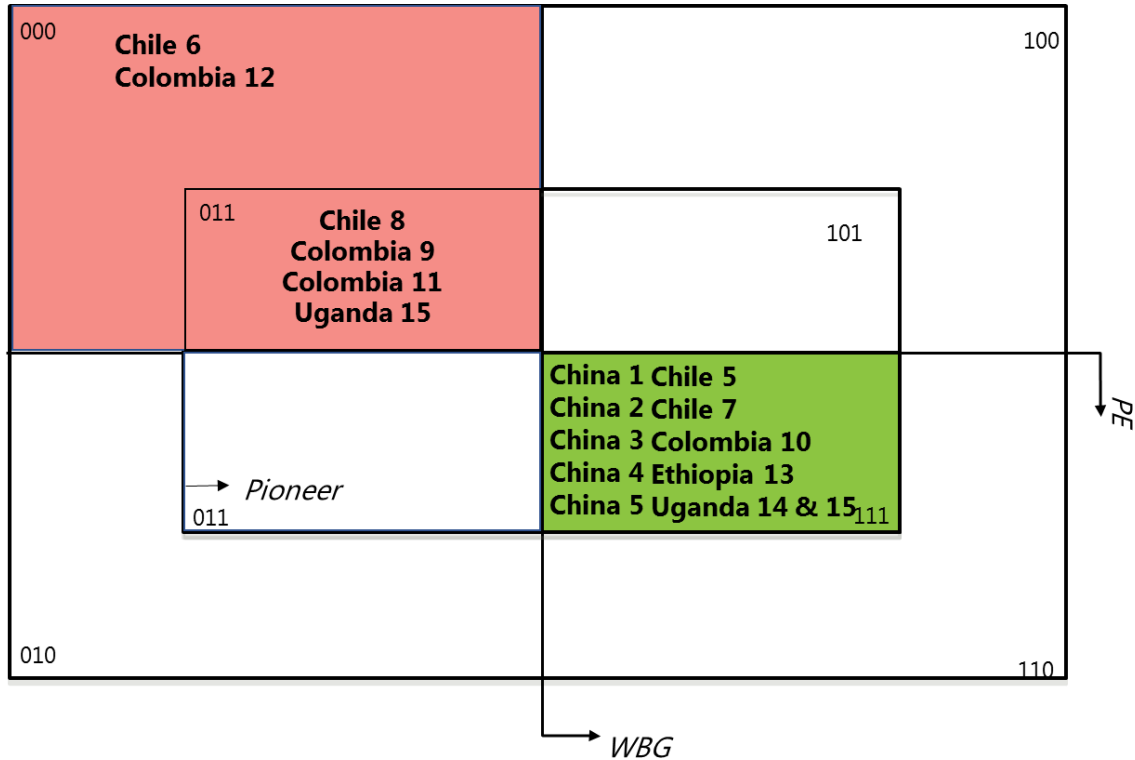 000
Chile 6
Colombia 12
100
011
Chile 8
Colombia 9
Colombia 11
Uganda 15
101
China 1 Chile 5
China 2 Chile 7
China 3 Colombia 10
China 4 Ethiopia 13
China 5 Uganda 14 & 15
111
PE
Pioneer
011
010
110
WBG